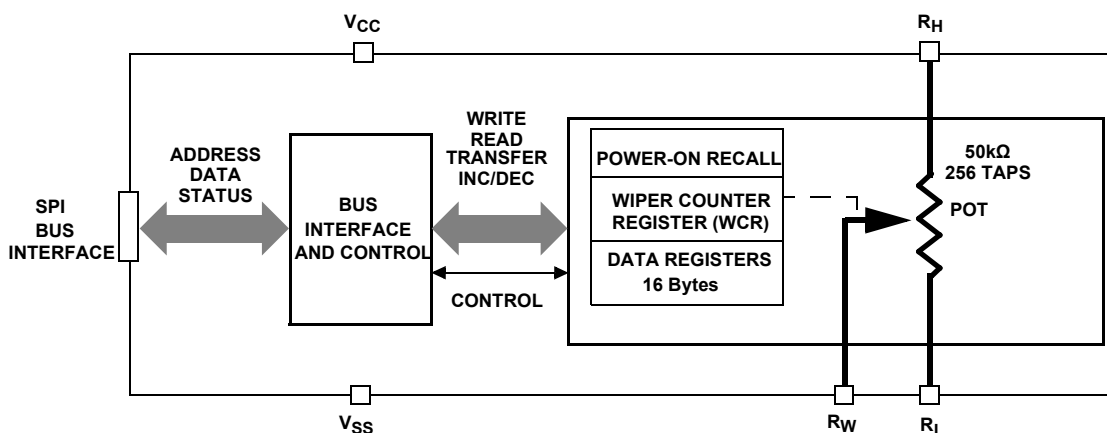 VCC
RH
WRITE
READ
TRANSFER
INC/DEC
ADDRESS
DATA
STATUS
SPI
BUS
INTERFACE
BUS
INTERFACE
AND CONTROL
CONTROL
POWER-ON RECALL
WIPER COUNTER
REGISTER (WCR)
DATA REGISTERS
16 Bytes
50kΩ
256 TAPS
POT
VSS
RW